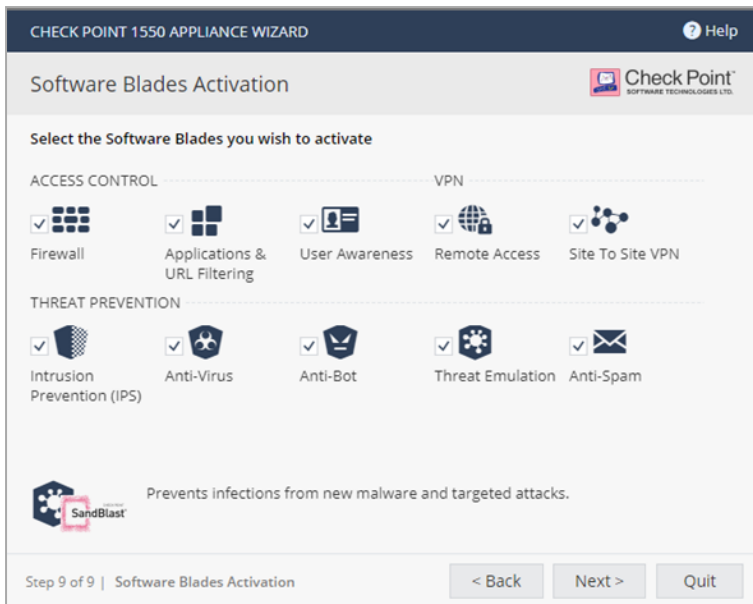 CHECK POINT 1550 APPLIANCE WIZARD
? Help
Software Blades Activation
Check Point
SOFTWARE TECHNOLOGIES LTD.
Select the Software Blades you wish to activate
ACCESS CONTROL
VPN
Firewall
Applications &
URL Filtering
User Awareness
Remote Access
Site To Site VPN
THREAT PREVENTION
Intrusion
Prevention (IPS)
Anti-Virus
Anti-Bot
Threat Emulation
Anti-Spam
SandBlast
Prevents infections from new malware and targeted attacks.
Step 9 of 9 | Software Blades Activation
< Back
Next >
Quit